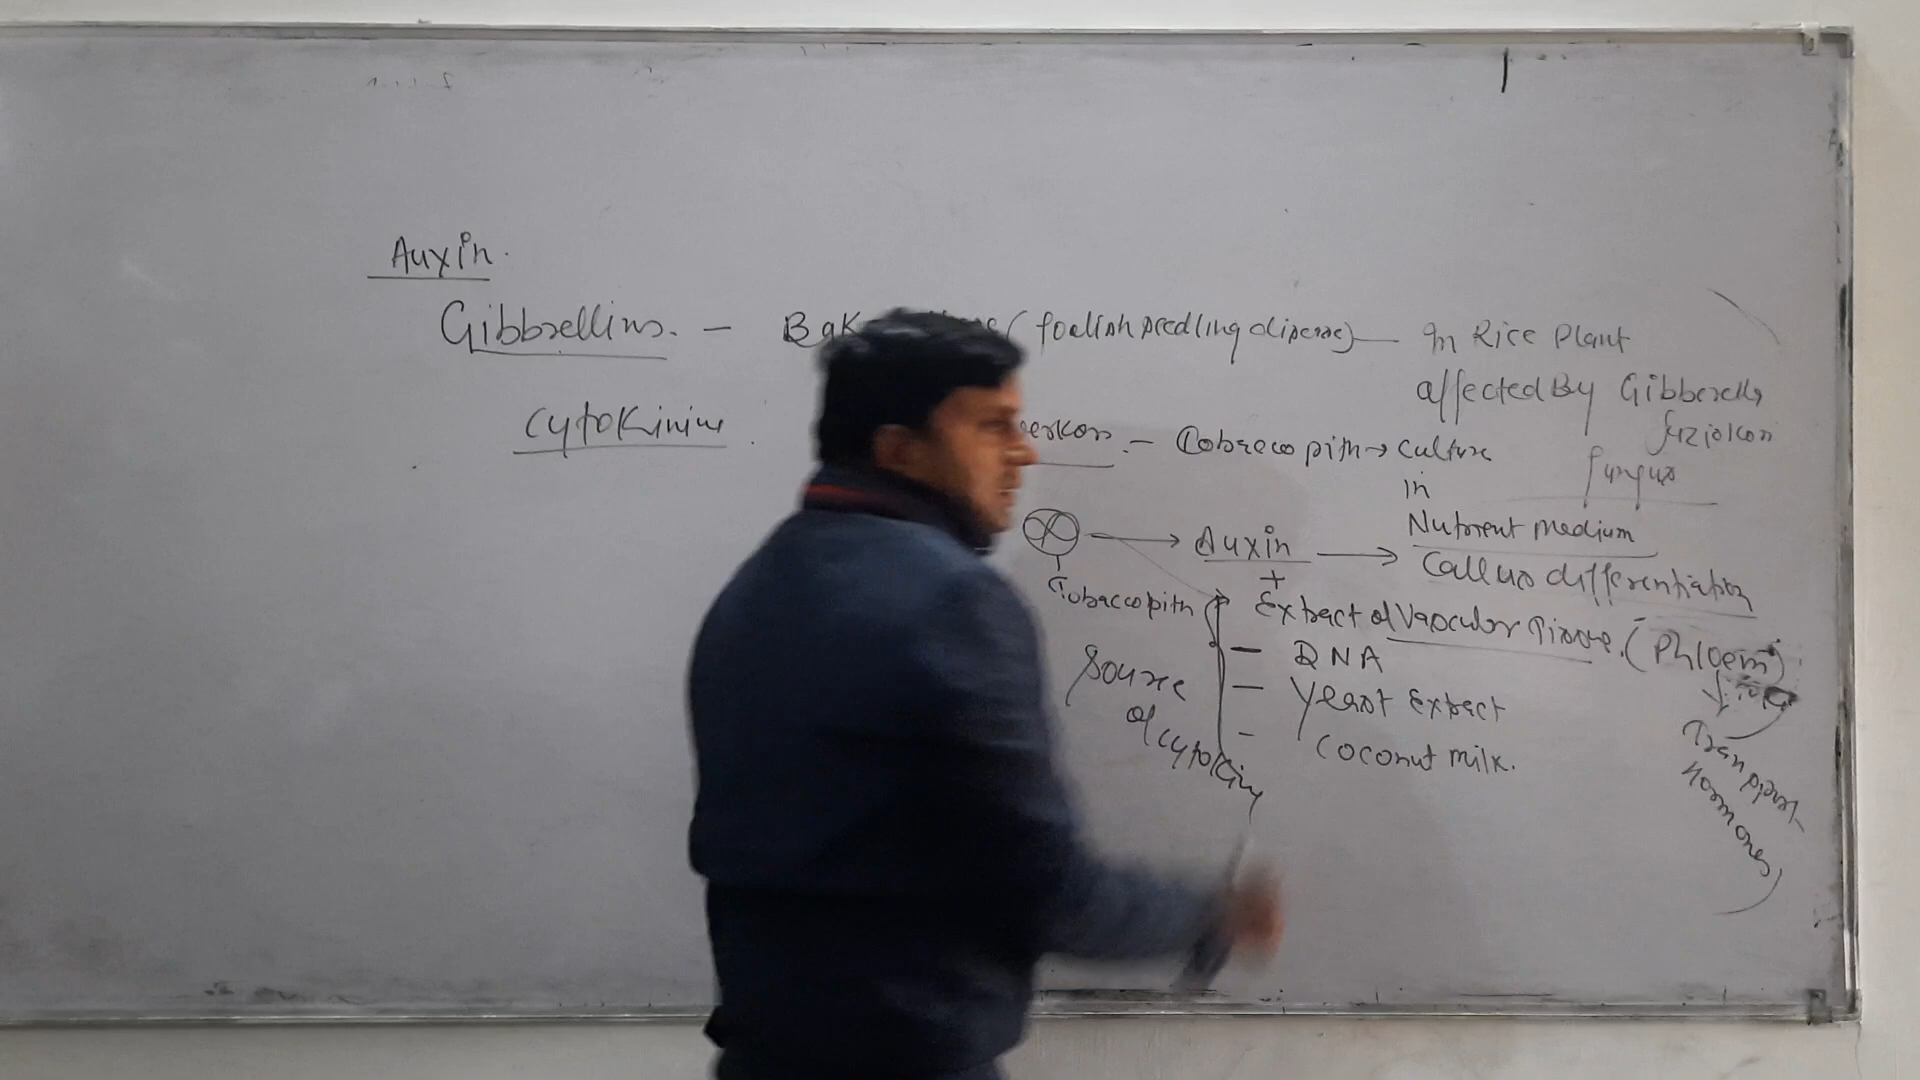 Auxin.
Gibbrellins. - Bak (foolish seedling disease) — In Rice Plant
affected By Gibberella
fungus
Cytokinins . - Tobacco pith → Culture
in
Nutrient medium
Auxin → Callus differentiation
+
Tobacco pith Extract of Vascular Tissue. (Phloem)
- DNA
Source - Yeast Extract
of cytokinin - Coconut milk.
Transport
hormones